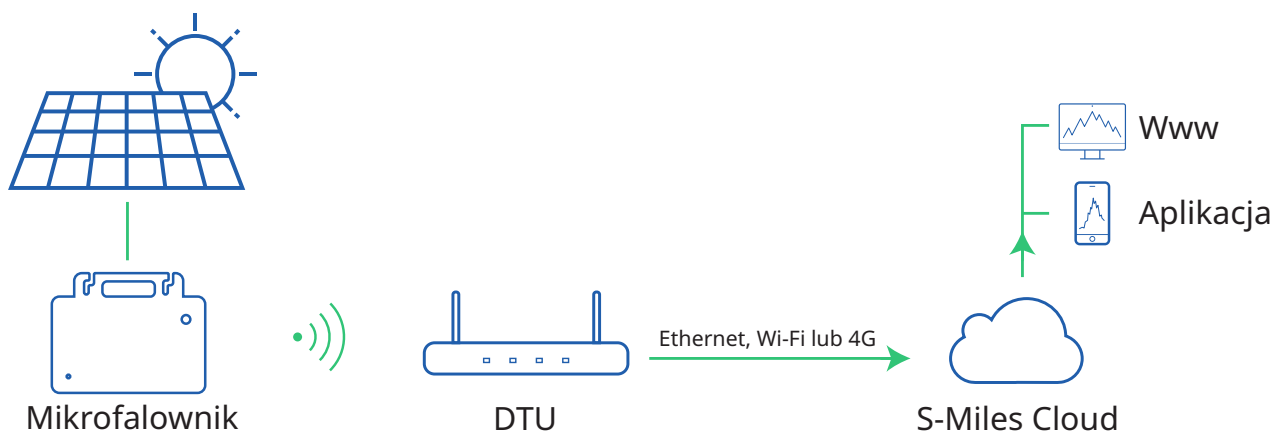 Www
Aplikacja
Ethernet, Wi-Fi lub 4G
Mikrofalownik
DTU
S-Miles Cloud